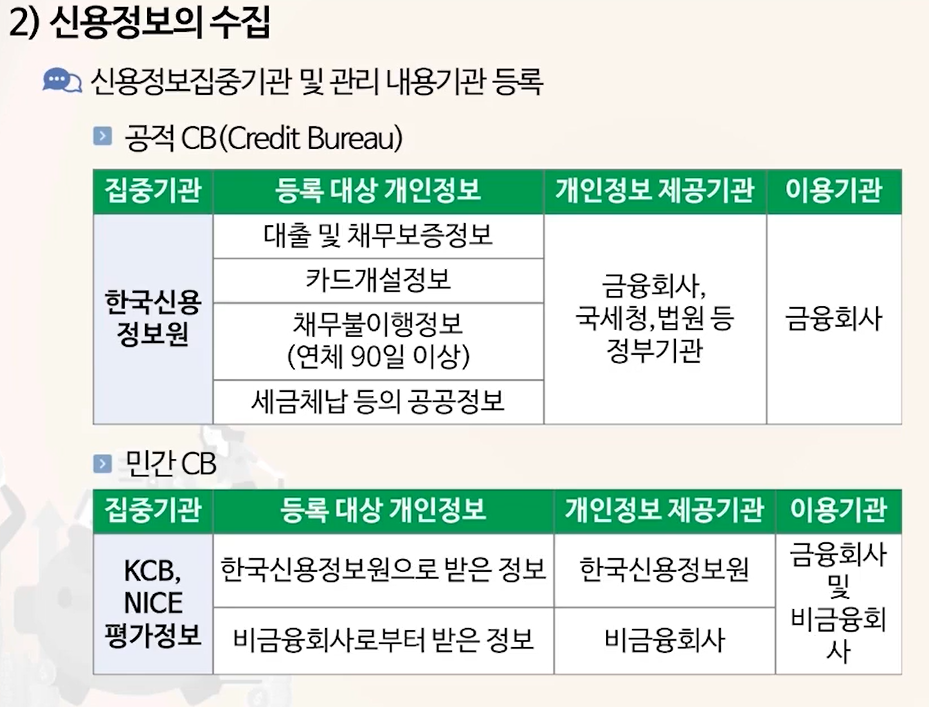 2) 신용정보의 수집
신용정보집중기관 및 관리 내용기관 등록
공적 CB(Credit Bureau)
집중기관 등록 대상 개인정보 개인정보 제공기관 이용기관
한국신용
정보원
대출 및 채무보증정보
카드개설정보
채무불이행정보
(연체 90일 이상)
세금체납 등의 공공정보
금융회사,
국세청,법원 등
정부기관
금융회사
민간 CB
집중기관 등록 대상 개인정보 개인정보 제공기관 이용기관
KCB,
NICE
평가정보
한국신용정보원으로 받은 정보
한국신용정보원
비금융회사로부터 받은 정보
비금융회사
금융회사
및
비금융회
사